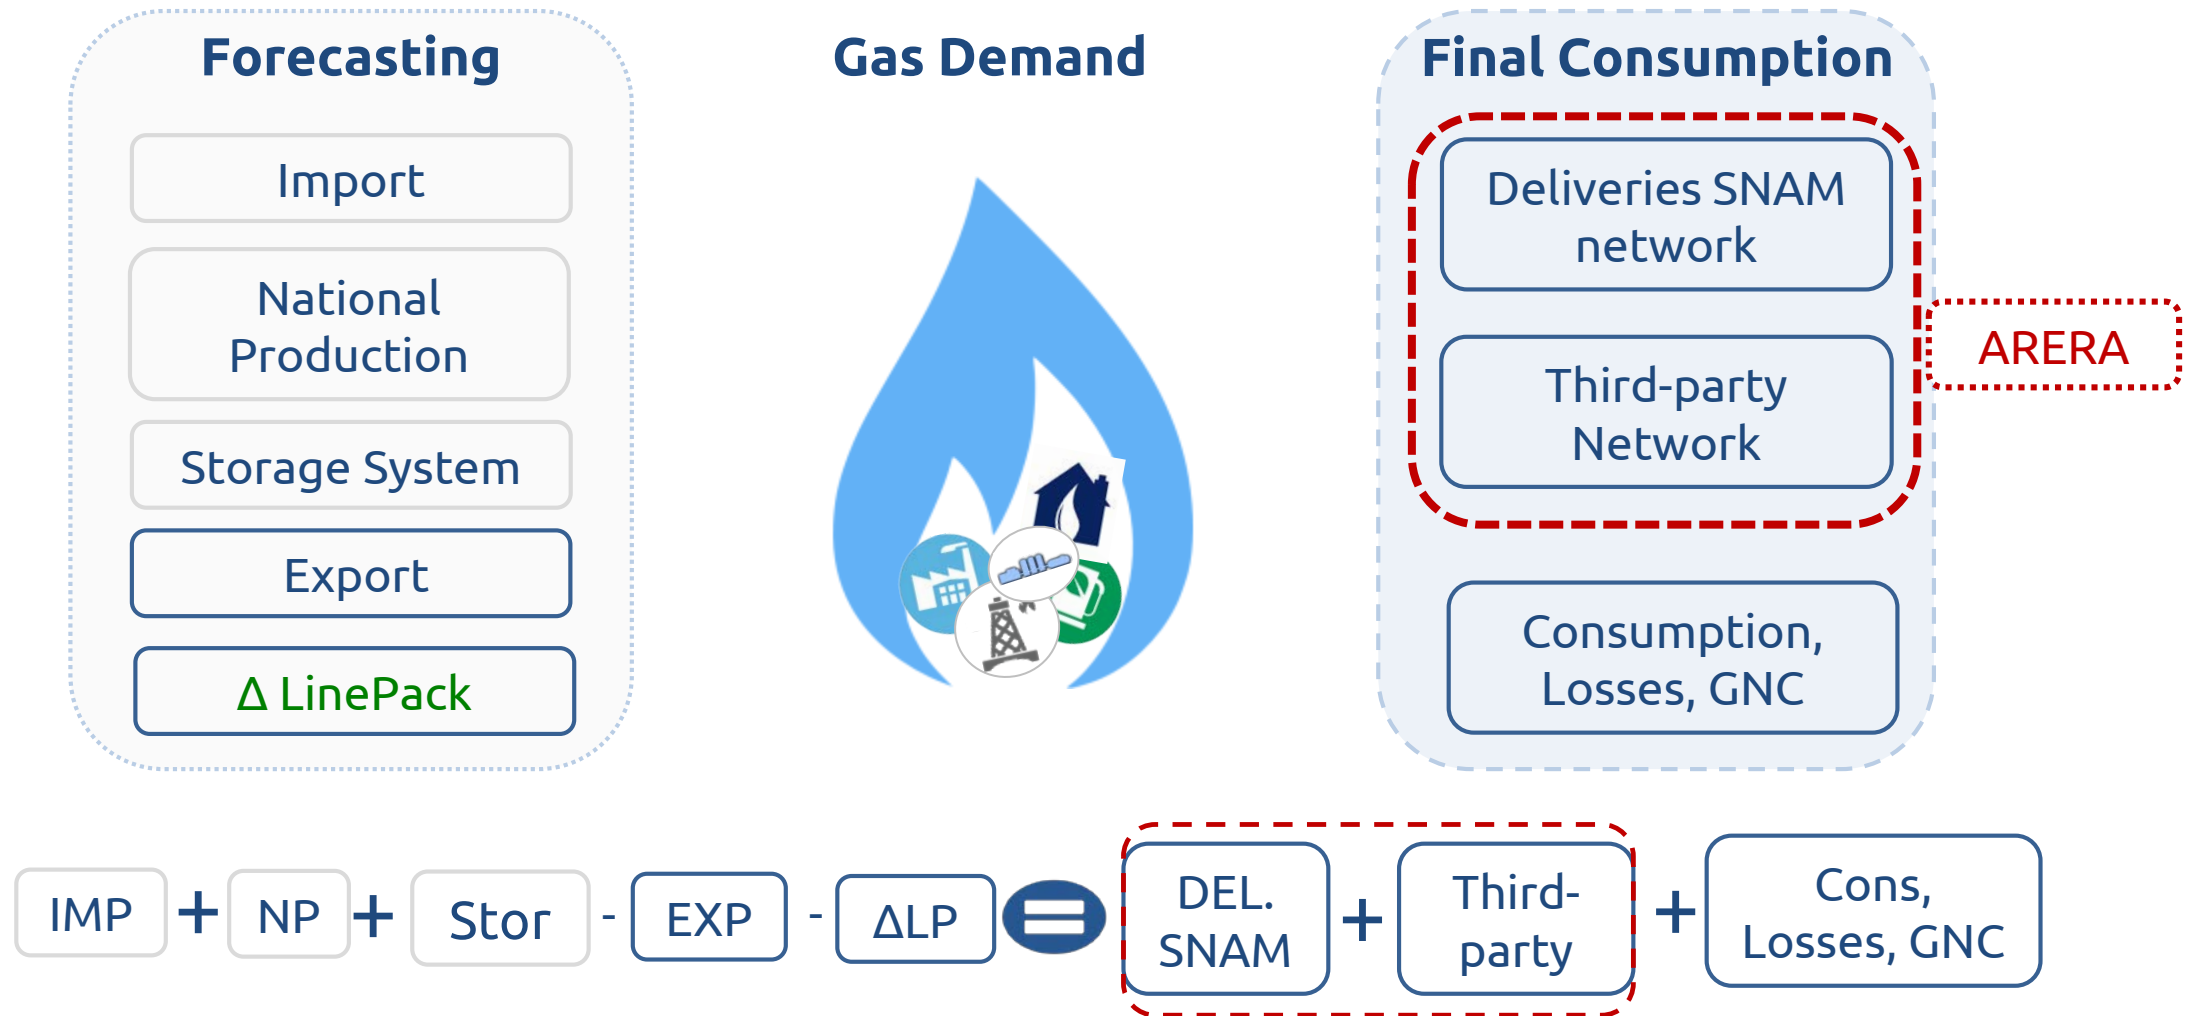 Forecasting
Import
National
Production
Storage System
Export
Δ LinePack
Gas Demand
Final Consumption
Deliveries SNAM
network
Third-party
Network
ARERA
Consumption,
Losses, GNC
IMP + NP + Stor - EXP - ΔLP = DEL. SNAM + Third-party + Cons, Losses, GNC